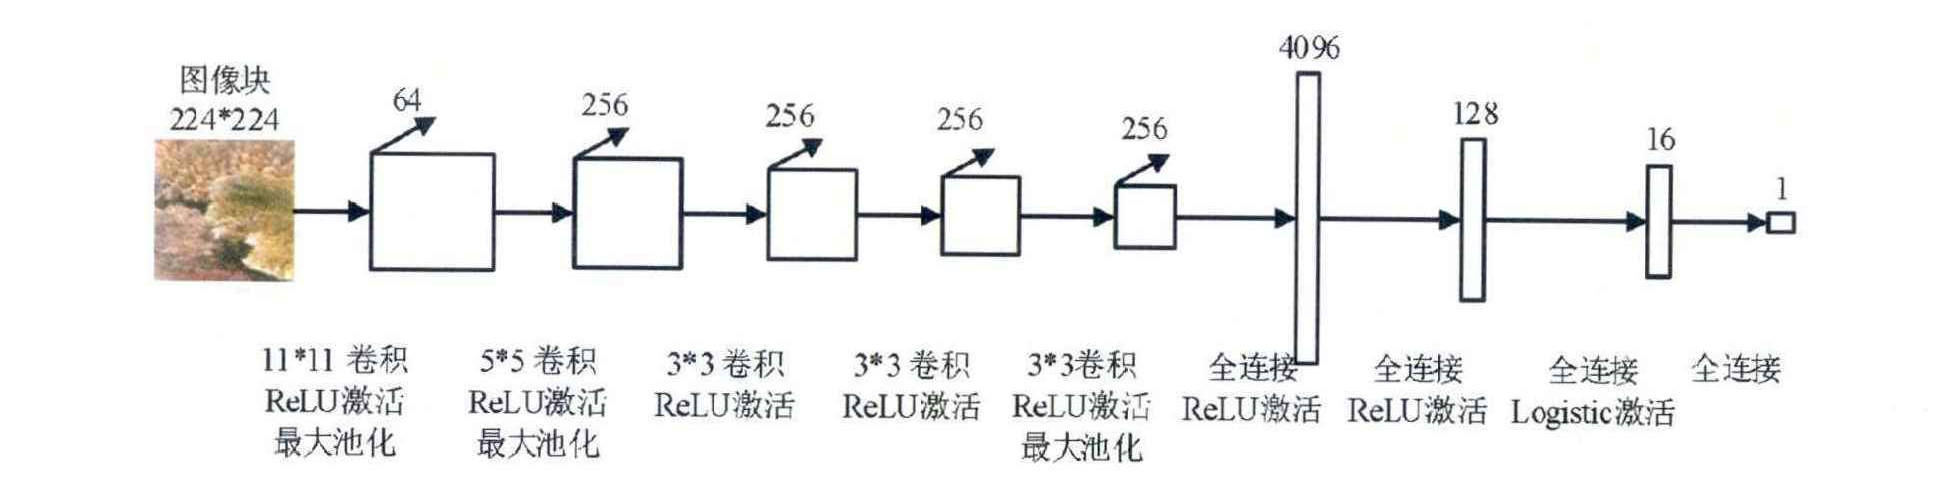 图像块
224*224
64
256
256
256
256
4096
128
16
1
11*11 卷积
ReLU激活
最大池化
5*5 卷积
ReLU激活
最大池化
3*3 卷积
ReLU激活
3*3 卷积
ReLU激活
3*3卷积
ReLU激活
最大池化
全连接
ReLU激活
全连接
ReLU激活
全连接
Logistic激活
全连接